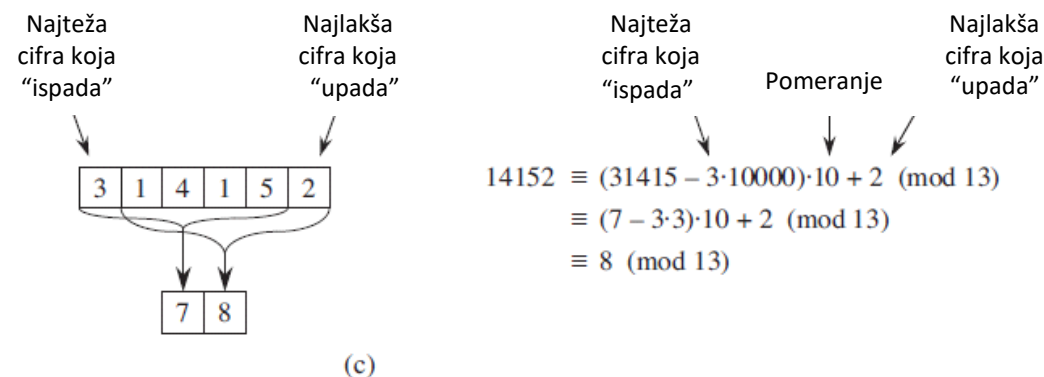 Najteža
cifra koja
“ispada”
Najlakša
cifra koja
“upada”
3 1 4 1 5 2
7 8
(c)
Najteža
cifra koja
“ispada”
Pomeranje
Najlakša
cifra koja
“upada”
14152 ≡ (31415 – 3·10000)·10 + 2 (mod 13)
≡ (7 – 3·3)·10 + 2 (mod 13)
≡ 8 (mod 13)